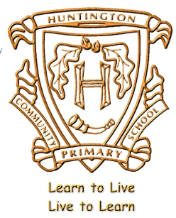 HUNTINGTON
H
COMMUNITY
PRIMARY
SCHOOL
Learn to Live
Live to Learn